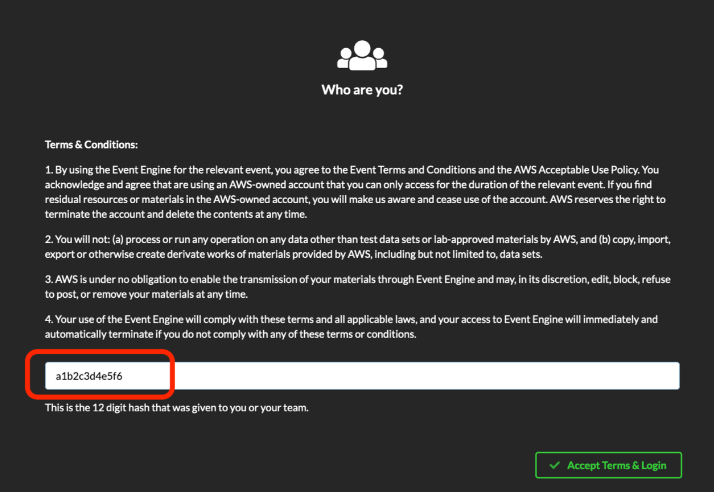 Who are you?
Terms & Conditions:
1. By using the Event Engine for the relevant event, you agree to the Event Terms and Conditions and the AWS Acceptable Use Policy. You
acknowledge and agree that are using an AWS-owned account that you can only access for the duration of the relevant event. If you find
residual resources or materials in the AWS-owned account, you will make us aware and cease use of the account. AWS reserves the right to
terminate the account and delete the contents at any time.
2. You will not: (a) process or run any operation on any data other than test data sets or lab-approved materials by AWS, and (b) copy, import,
export or otherwise create derivate works of materials provided by AWS, including but not limited to, data sets.
3. AWS is under no obligation to enable the transmission of your materials through Event Engine and may, in its discretion, edit, block, refuse
to post, or remove your materials at any time.
4. Your use of the Event Engine will comply with these terms and all applicable laws, and your access to Event Engine will immediately and
automatically terminate if you do not comply with any of these terms or conditions.
a1b2c3d4e5f6
This is the 12 digit hash that was given to you or your team.
Accept Terms & Login